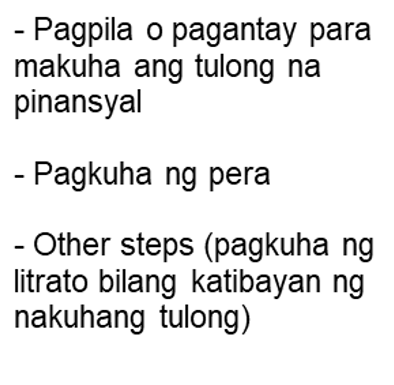 - Pagpila o pagantay para
makuha ang tulong na
pinansyal
- Pagkuha ng pera
- Other steps (pagkuha ng
litrato bilang katibayan ng
nakuhang tulong)